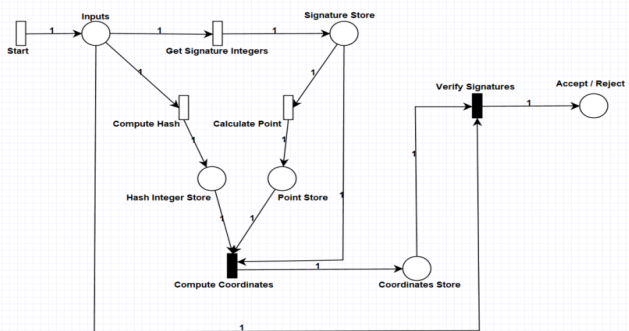 Inputs
Signature Store
1
1
1
Start
Get Signature Integers
1
1
Verify Signatures
Accept / Reject
1
Compute Hash
Calculate Point
1
1
1
1
Hash Integer Store
Point Store
1
1
1
Compute Coordinates
Coordinates Store
1